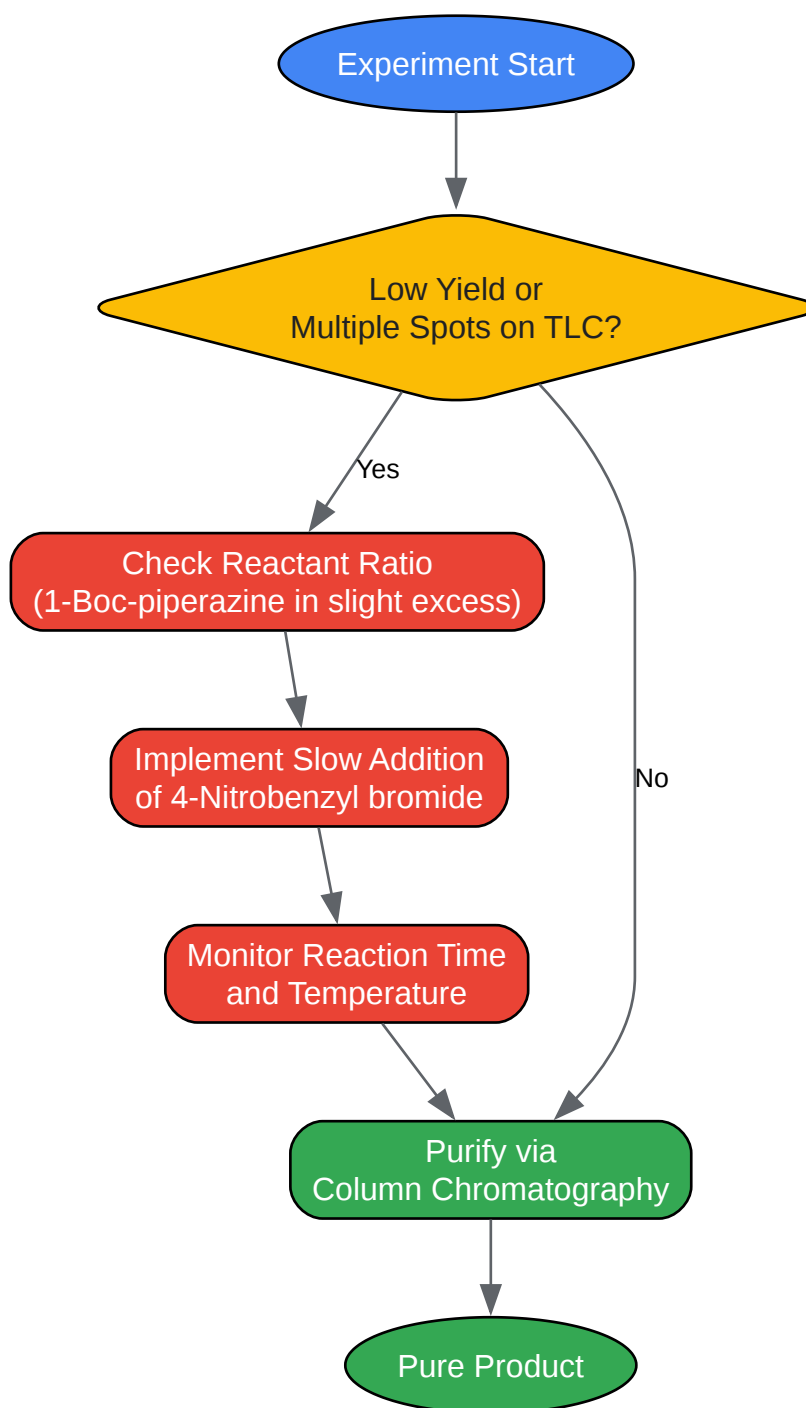 Experiment Start
Low Yield or
Multiple Spots on TLC?
Yes
Check Reactant Ratio
(1-Boc-piperazine in slight excess)
Implement Slow Addition
of 4-Nitrobenzyl bromide
No
Monitor Reaction Time
and Temperature
Purify via
Column Chromatography
Pure Product